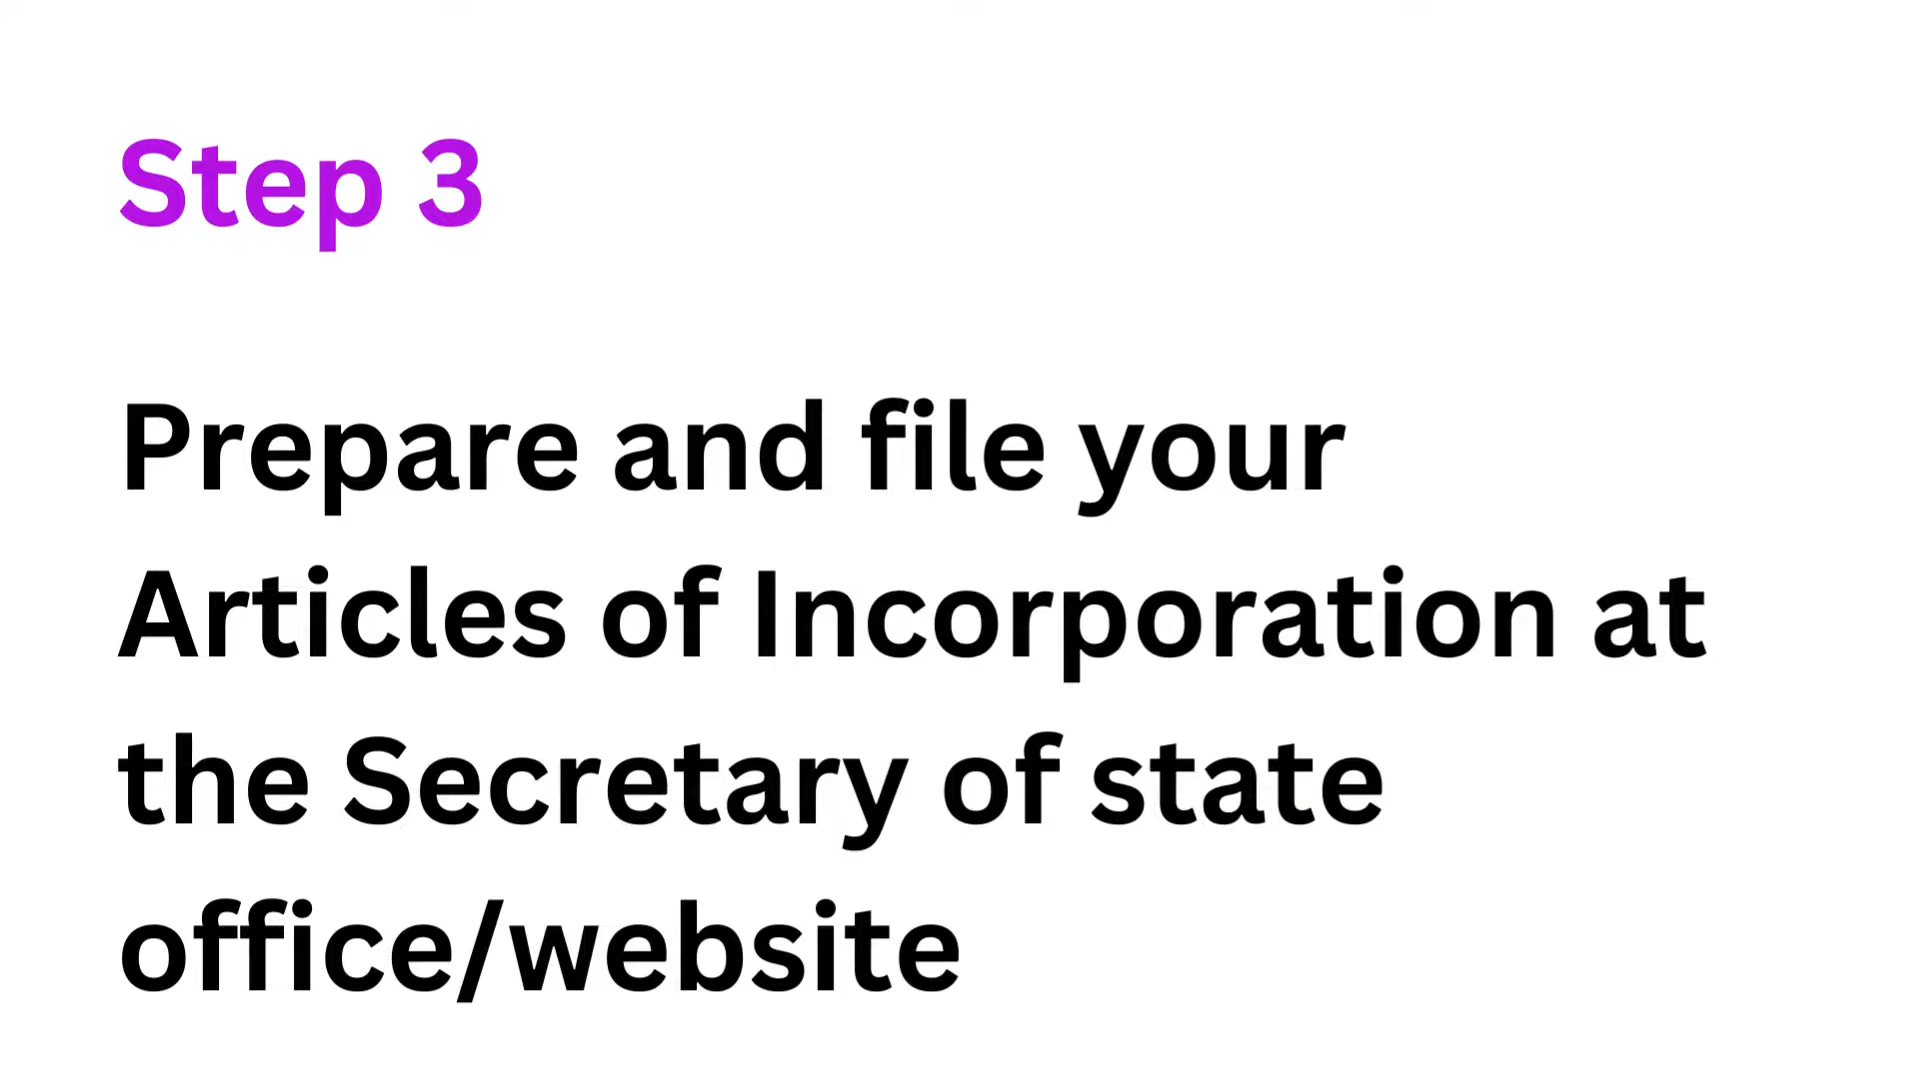 Step 3
Prepare and file your
Articles of Incorporation at
the Secretary of state
office/website